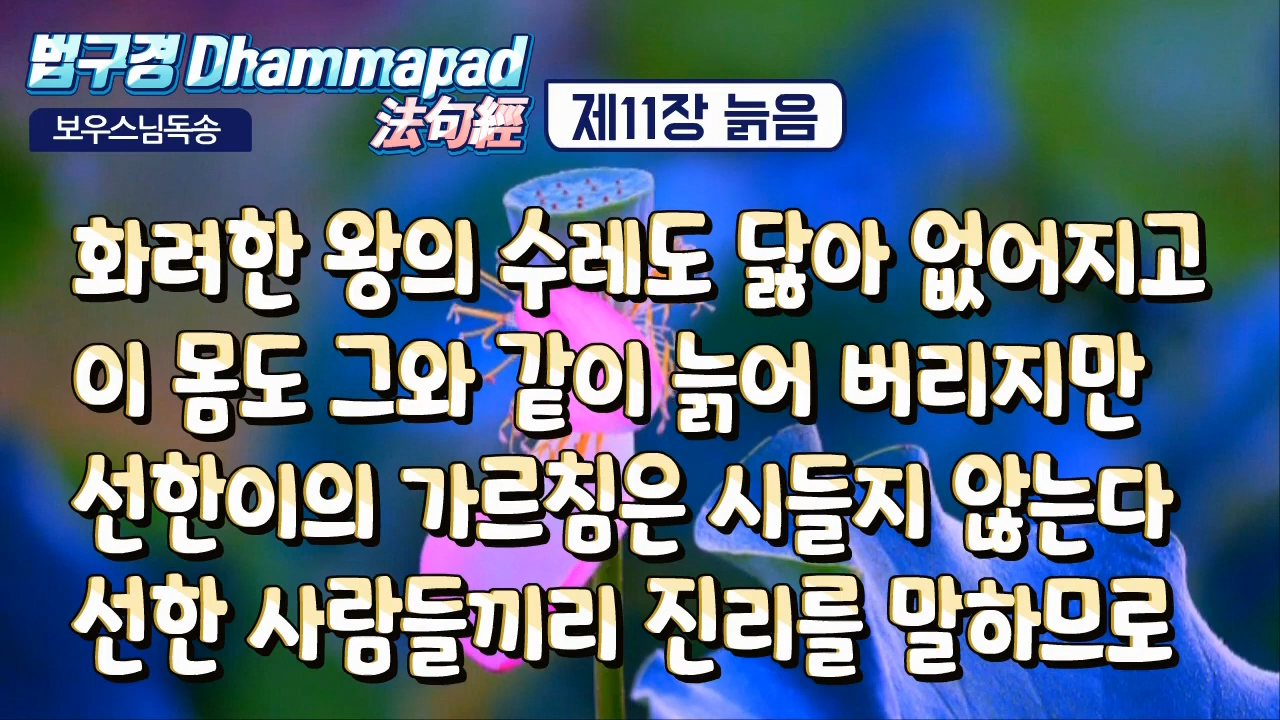 법구경 Dhammapad
法句經
보우스님독송
제11장 늙음
화려한 왕의 수레도 닳아 없어지고
이 몸도 그와 같이 늙어 버리지만
선한이의 가르침은 시들지 않는다
선한 사람들끼리 진리를 말하므로